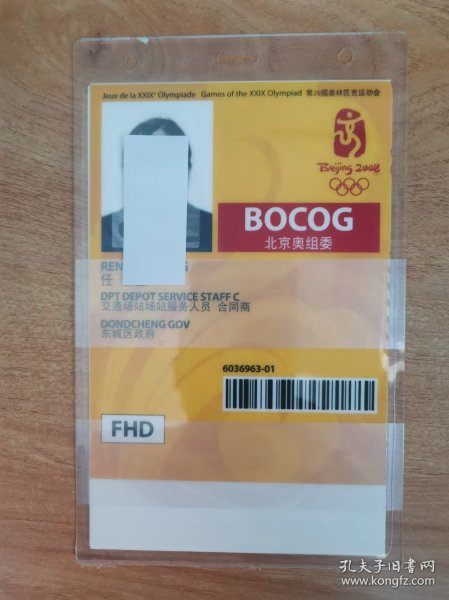 Jeux de la XXIXᵉ Olympiade Games of the XXIX Olympiad 第29届奥林匹克运动会
Beijing 2008
BOCOG
北京奥组委
REN
任
DPT DEPOT SERVICE STAFF C
交通场站场站服务人员 合同商
DONDCHENG GOV
东城区政府
6036963-01
FHD
孔夫子旧书网
www.kongfz.com